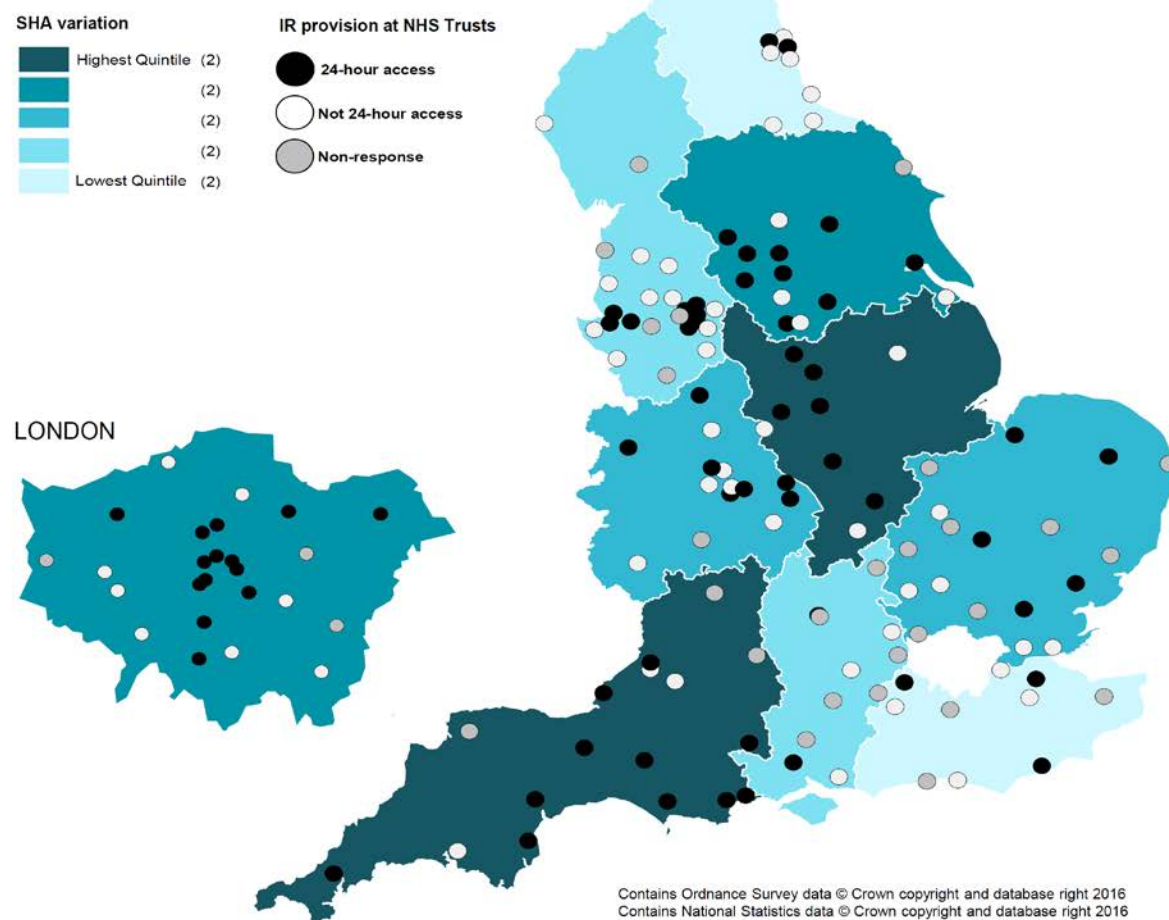 SHA variation
Highest Quintile (2)
(2)
(2)
(2)
Lowest Quintile (2)
IR provision at NHS Trusts
24-hour access
Not 24-hour access
Non-response
LONDON
Contains Ordnance Survey data © Crown copyright and database right 2016
Contains National Statistics data © Crown copyright and database right 2016